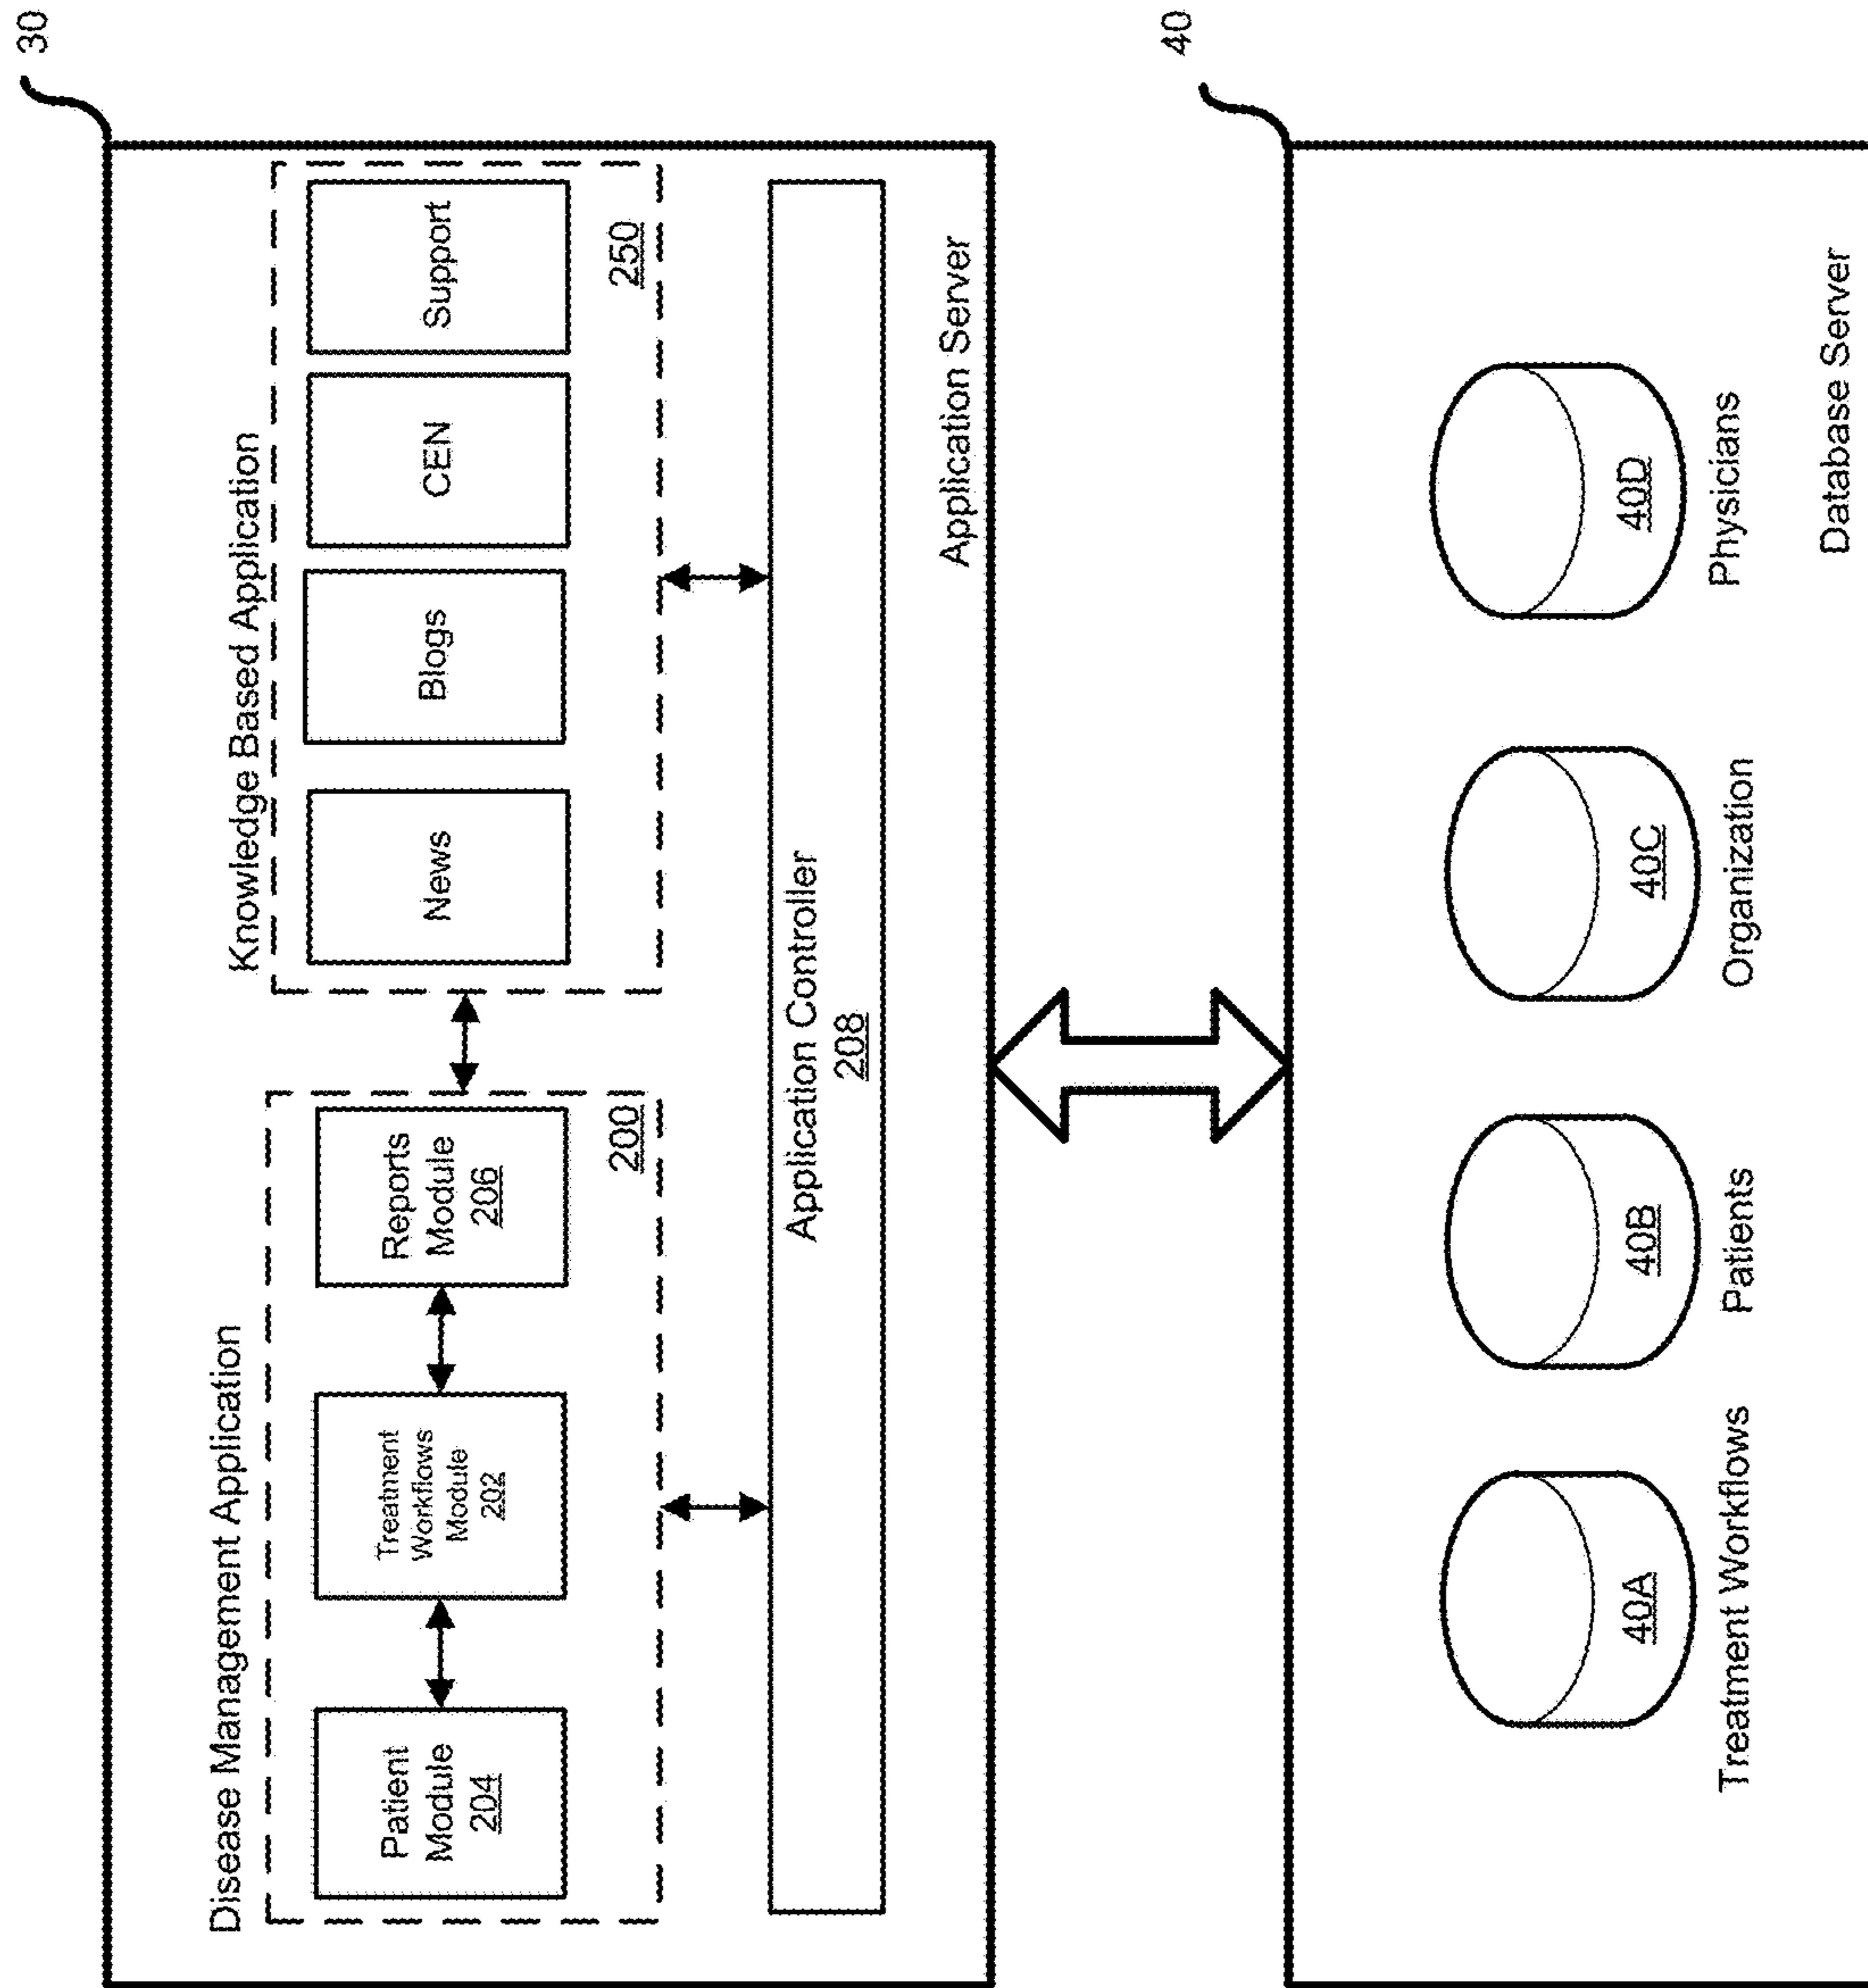 30
Disease Management Application
Knowledge Based Application
Patient
Module
204
Treatment
Workflows
Module
202
Reports
Module
206
News
Blogs
CEN
Support
200
250
Application Controller
208
Application Server
40
40A
40B
40C
40D
Treatment Workflows
Patients
Organization
Physicians
Database Server